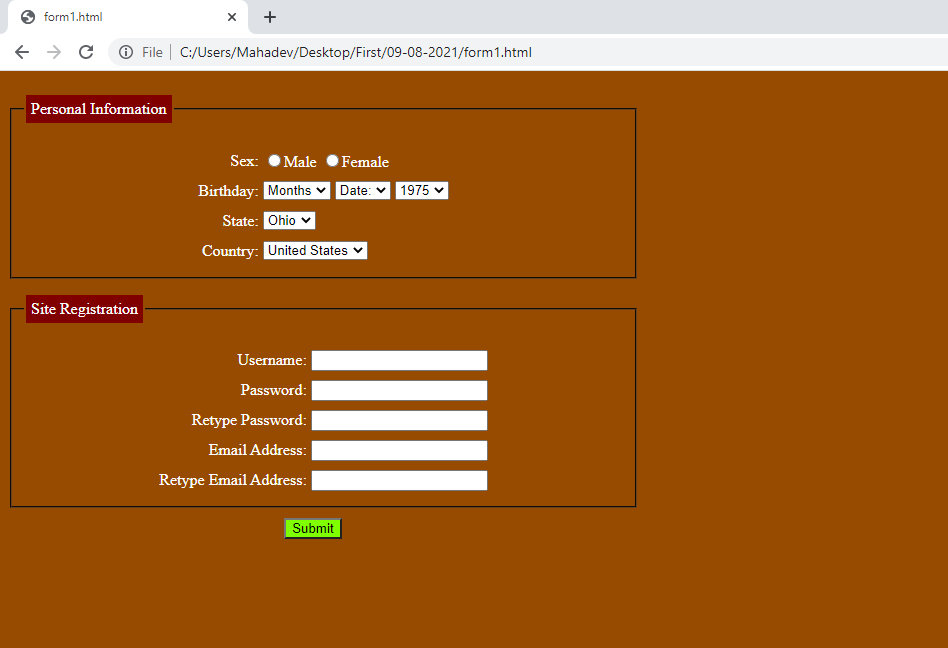 form1.html
File C:/Users/Mahadev/Desktop/First/09-08-2021/form1.html
Personal Information
Sex: Male Female
Birthday: Months Date: 1975
State: Ohio
Country: United States
Site Registration
Username:
Password:
Retype Password:
Email Address:
Retype Email Address:
Submit